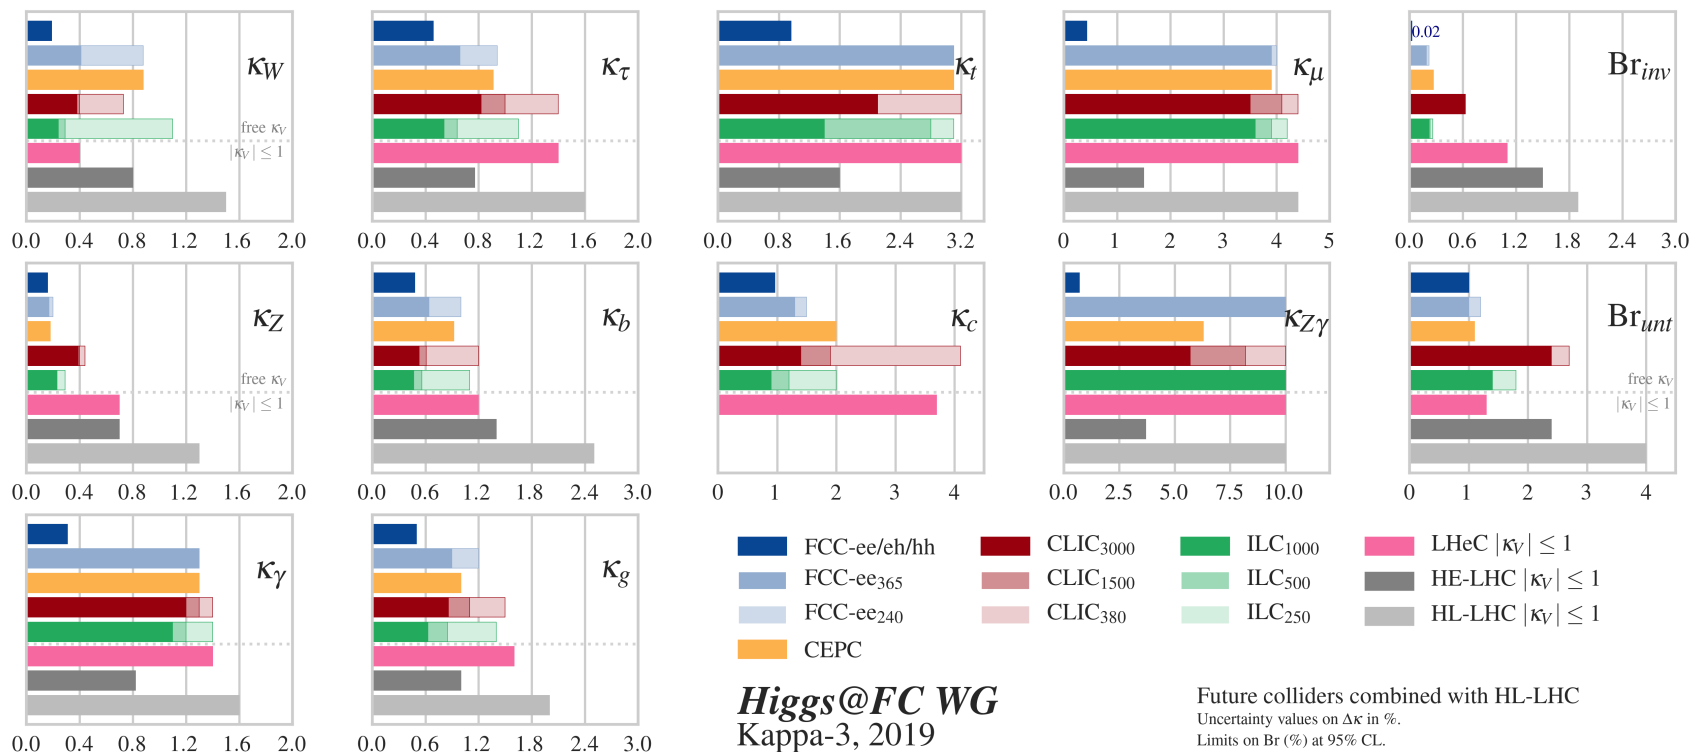 κW
free κV
|κV| ≤ 1
0.0 0.4 0.8 1.2 1.6 2.0
κτ
0.0 0.4 0.8 1.2 1.6 2.0
κt
0.0 0.8 1.6 2.4 3.2
κμ
0 1 2 3 4 5
0.02
Brinv
0.0 0.6 1.2 1.8 2.4 3.0
κZ
free κV
|κV| ≤ 1
0.0 0.4 0.8 1.2 1.6 2.0
κb
0.0 0.6 1.2 1.8 2.4 3.0
κc
0 1 2 3 4
κZγ
0.0 2.5 5.0 7.5 10.0
Brunt
free κV
|κV| ≤ 1
0 1 2 3 4
κγ
0.0 0.4 0.8 1.2 1.6 2.0
κg
0.0 0.6 1.2 1.8 2.4 3.0
FCC-ee/eh/hh
FCC-ee365
FCC-ee240
CEPC
CLIC3000
CLIC1500
CLIC380
ILC1000
ILC500
ILC250
LHeC |κV| ≤ 1
HE-LHC |κV| ≤ 1
HL-LHC |κV| ≤ 1
Higgs@FC WG
Kappa-3, 2019
Future colliders combined with HL-LHC
Uncertainty values on Δκ in %.
Limits on Br (%) at 95% CL.